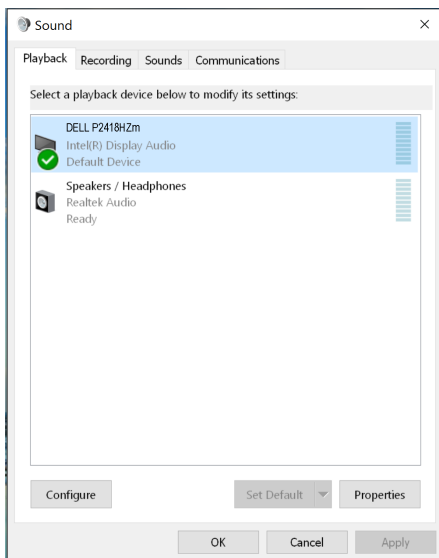 Sound
Playback Recording Sounds Communications
Select a playback device below to modify its settings:
DELL P2418HZm
Intel(R) Display Audio
Default Device
Speakers / Headphones
Realtek Audio
Ready
Configure Set Default Properties
OK Cancel Apply